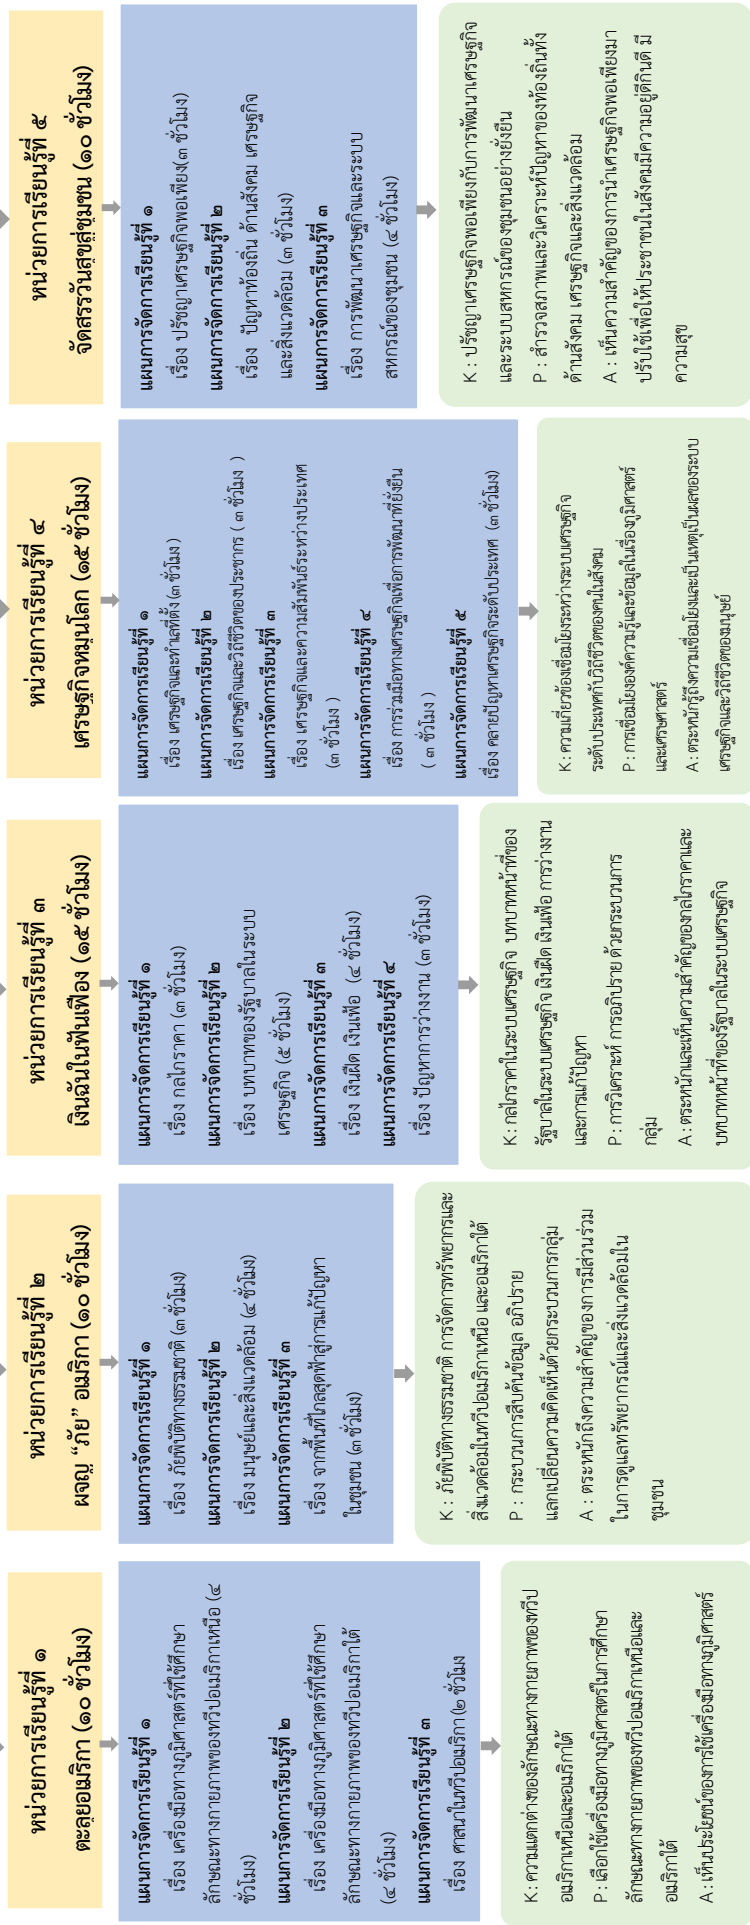 หน่วยการเรียนรู้ที่ ๑
ตะลุยอเมริกา (๑๐ ชั่วโมง)
แผนการจัดการเรียนรู้ที่ ๑
เรื่อง เครื่องมือทางภูมิศาสตร์ที่ใช้ศึกษา
ลักษณะทางกายภาพของทวีปอเมริกาเหนือ (๔
ชั่วโมง)
แผนการจัดการเรียนรู้ที่ ๒
เรื่อง เครื่องมือทางภูมิศาสตร์ที่ใช้ศึกษา
ลักษณะทางกายภาพของทวีปอเมริกาใต้
(๔ ชั่วโมง)
แผนการจัดการเรียนรู้ที่ ๓
เรื่อง ศาสนาในทวีปอเมริกา (๒ ชั่วโมง
K : ความแตกต่างของลักษณะทางกายภาพของทวีป
อเมริกาเหนือและอเมริกาใต้
P : เลือกใช้เครื่องมือทางภูมิศาสตร์ในการศึกษา
ลักษณะทางกายภาพของทวีปอเมริกาเหนือและ
อเมริกาใต้
A : เห็นประโยชน์ของการใช้เครื่องมือทางภูมิศาสตร์
หน่วยการเรียนรู้ที่ ๒
ผจญ “ภัย” อเมริกา (๑๐ ชั่วโมง)
แผนการจัดการเรียนรู้ที่ ๑
เรื่อง ภัยพิบัติทางธรรมชาติ (๓ ชั่วโมง)
แผนการจัดการเรียนรู้ที่ ๒
เรื่อง มนุษย์และสิ่งแวดล้อม (๔ ชั่วโมง)
แผนการจัดการเรียนรู้ที่ ๓
เรื่อง จากพื้นที่ไกลสุดฟ้าสู่การแก้ปัญหา
ในชุมชน (๓ ชั่วโมง)
K : ภัยพิบัติทางธรรมชาติ การจัดการทรัพยากรและ
สิ่งแวดล้อมในทวีปอเมริกาเหนือ และอเมริกาใต้
P : กระบวนการสืบค้นข้อมูล อภิปราย
แลกเปลี่ยนความคิดเห็นด้วยกระบวนการกลุ่ม
A : ตระหนักถึงความสำคัญของการมีส่วนร่วม
ในการดูแลทรัพยากรณ์และสิ่งแวดล้อมใน
ชุมชน
หน่วยการเรียนรู้ที่ ๓
เงินฉันในฟันเฟือง (๑๕ ชั่วโมง)
แผนการจัดการเรียนรู้ที่ ๑
เรื่อง กลไกราคา (๓ ชั่วโมง)
แผนการจัดการเรียนรู้ที่ ๒
เรื่อง บทบาทของรัฐบาลในระบบ
เศรษฐกิจ (๕ ชั่วโมง)
แผนการจัดการเรียนรู้ที่ ๓
เรื่อง เงินฝืด เงินเฟ้อ (๔ ชั่วโมง)
แผนการจัดการเรียนรู้ที่ ๔
เรื่อง ปัญหาการว่างงาน (๓ ชั่วโมง)
K : กลไกราคาในระบบเศรษฐกิจ บทบาทหน้าที่ของ
รัฐบาลในระบบเศรษฐกิจ เงินฝืด เงินเฟ้อ การว่างงาน
และการแก้ปัญหา
P : การวิเคราะห์ การอภิปราย ด้วยกระบวนการ
กลุ่ม
A : ตระหนักและเห็นความสำคัญของกลไกราคาและ
บทบาทหน้าที่ของรัฐบาลในระบบเศรษฐกิจ
หน่วยการเรียนรู้ที่ ๔
เศรษฐกิจหมุนโลก (๑๕ ชั่วโมง)
แผนการจัดการเรียนรู้ที่ ๑
เรื่อง เศรษฐกิจและทำเลที่ตั้ง (๓ ชั่วโมง )
แผนการจัดการเรียนรู้ที่ ๒
เรื่อง เศรษฐกิจและวิถีชีวิตของประชากร ( ๓ ชั่วโมง )
แผนการจัดการเรียนรู้ที่ ๓
เรื่อง เศรษฐกิจและความสัมพันธ์ระหว่างประเทศ
(๓ ชั่วโมง )
แผนการจัดการเรียนรู้ที่ ๔
เรื่อง การร่วมมือทางเศรษฐกิจเพื่อการพัฒนาที่ยั่งยืน
( ๓ ชั่วโมง )
แผนการจัดการเรียนรู้ที่ ๕
เรื่อง คลายปัญหาเศรษฐกิจระดับประเทศ (๓ ชั่วโมง)
K : ความเกี่ยวข้องเชื่อมโยงระหว่างระบบเศรษฐกิจ
ระดับประเทศกับวิถีชีวิตของคนในสังคม
P : การเชื่อมโยงองค์ความรู้และข้อมูลในเรื่องภูมิศาสตร์
และเศรษฐศาสตร์
A : ตระหนักรู้ถึงความเชื่อมโยงและเป็นเหตุเป็นผลของระบบ
เศรษฐกิจและวิถีชีวิตของมนุษย์
หน่วยการเรียนรู้ที่ ๕
จัดสรรวันสุขสู่ชุมชน (๑๐ ชั่วโมง)
แผนการจัดการเรียนรู้ที่ ๑
เรื่อง ปรัชญาเศรษฐกิจพอเพียง(๓ ชั่วโมง)
แผนการจัดการเรียนรู้ที่ ๒
เรื่อง ปัญหาท้องถิ่น ด้านสังคม เศรษฐกิจ
และสิ่งแวดล้อม (๓ ชั่วโมง)
แผนการจัดการเรียนรู้ที่ ๓
เรื่อง การพัฒนาเศรษฐกิจและระบบ
สหกรณ์ของชุมชน (๔ ชั่วโมง)
K : ปรัชญาเศรษฐกิจพอเพียงกับการพัฒนาเศรษฐกิจ
และระบบสหกรณ์ของชุมชนอย่างยั่งยืน
P : สำรวจสภาพและวิเคราะห์ปัญหาของท้องถิ่นทั้ง
ด้านสังคม เศรษฐกิจและสิ่งแวดล้อม
A : เห็นความสำคัญของการนำเศรษฐกิจพอเพียงมา
ปรับใช้เพื่อให้ประชาชนในสังคมมีความอยู่ดีกินดี มี
ความสุข